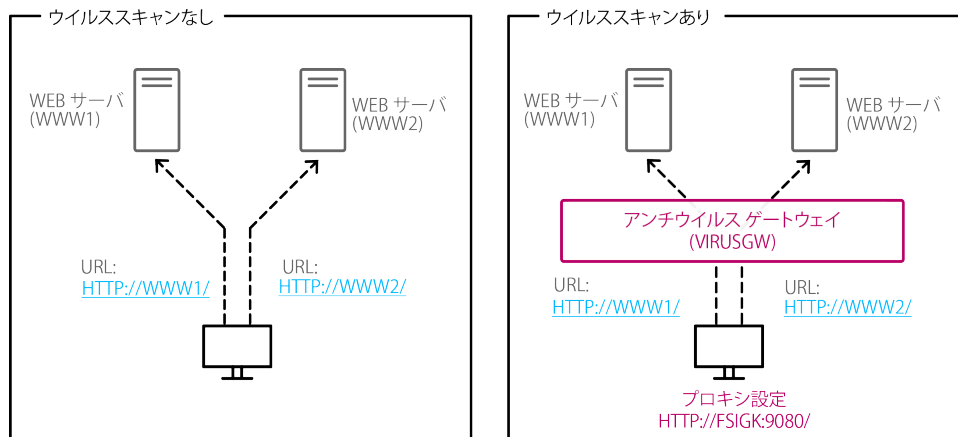 ウイルススキャンなし
WEB サーバ
(WWW1)
WEB サーバ
(WWW2)
URL:
HTTP://WWW1/
URL:
HTTP://WWW2/
ウイルススキャンあり
WEB サーバ
(WWW1)
WEB サーバ
(WWW2)
アンチウイルス ゲートウェイ
(VIRUSGW)
URL:
HTTP://WWW1/
URL:
HTTP://WWW2/
プロキシ設定
HTTP://FSIGK:9080/